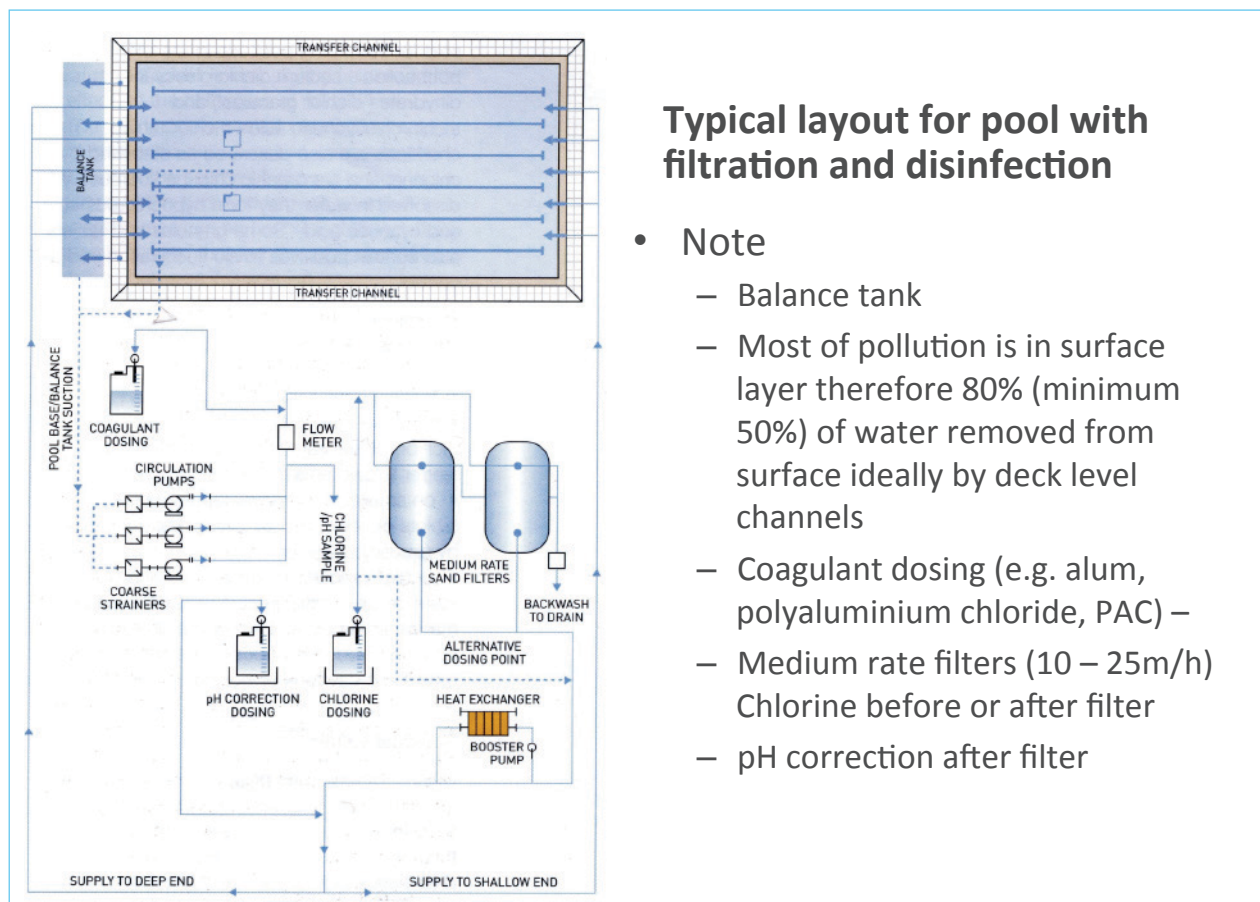 TRANSFER CHANNEL
BALANCE
TANK
TRANSFER CHANNEL
POOL BASE/BALANCE
TANK SUCTION
COAGULANT
DOSING
FLOW
METER
CIRCULATION
PUMPS
COARSE
STRAINERS
CHLORINE
/pH SAMPLE
MEDIUM RATE
SAND FILTERS
BACKWASH
TO DRAIN
ALTERNATIVE
DOSING POINT
pH CORRECTION
DOSING
CHLORINE
DOSING
HEAT EXCHANGER
BOOSTER
PUMP
SUPPLY TO DEEP END
SUPPLY TO SHALLOW END
Typical layout for pool with
filtration and disinfection
• Note
– Balance tank
– Most of pollution is in surface
layer therefore 80% (minimum
50%) of water removed from
surface ideally by deck level
channels
– Coagulant dosing (e.g. alum,
polyaluminium chloride, PAC) –
– Medium rate filters (10 – 25m/h)
Chlorine before or after filter
– pH correction after filter